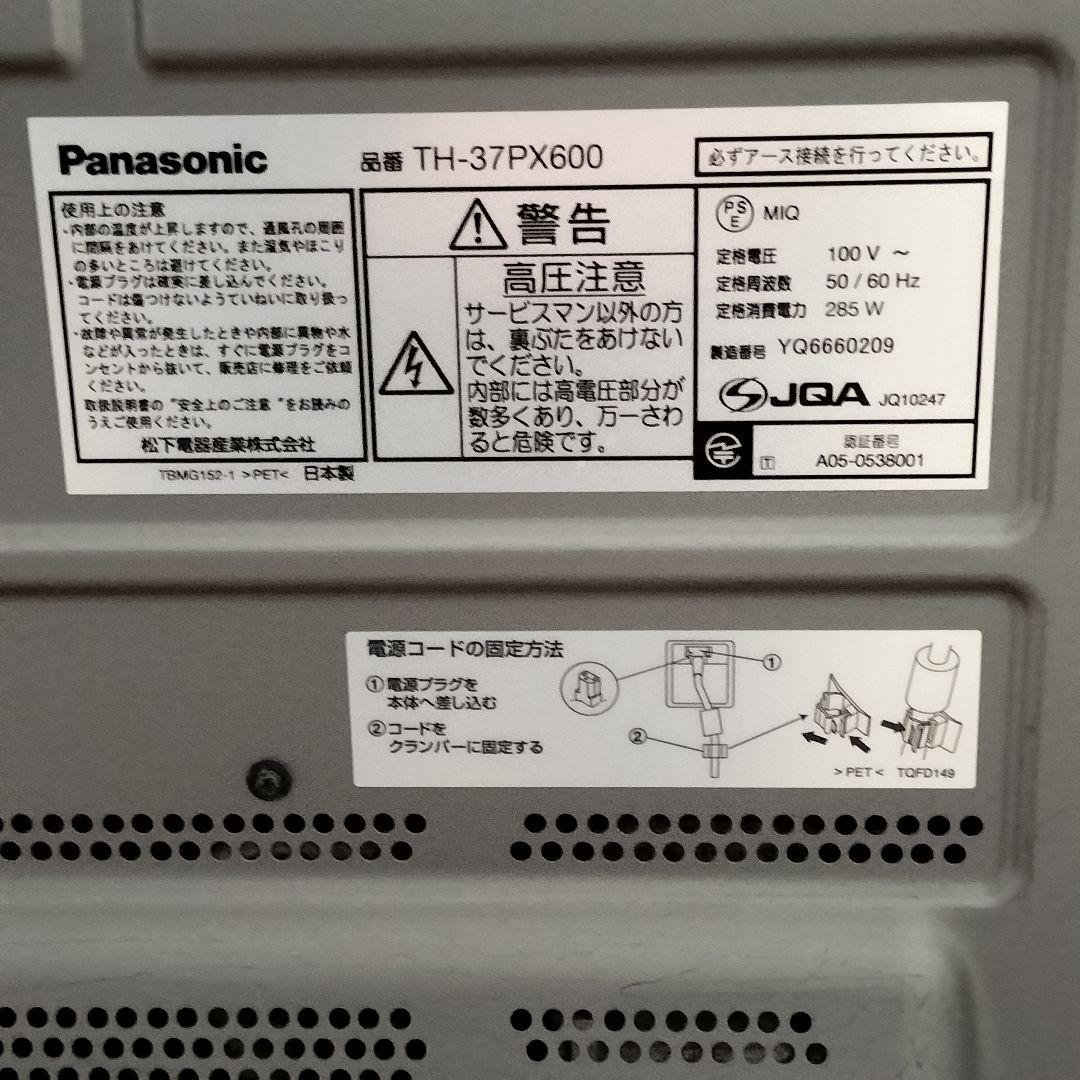 Panasonic
品番 TH-37PX600
必ずアース接続を行ってください。
使用上の注意
・内部の温度が上昇しますので、通風孔の周囲
に間隔をあけてください。また湿気やほこり
の多いところは避けてください。
・電源プラグは確実に差し込んでください。
コードは傷つけないようていねいに取り扱っ
てください。
・故障や異常が発生したときや内部に異物や水
などが入ったときは、すぐに電源プラグをコ
ンセントから抜いて、販売店に修理をご依頼
ください。
取扱説明書の“安全上のご注意”をお読みの
うえご使用ください。
松下電器産業株式会社
TBMG152-1 >PET< 日本製
警告
高圧注意
サービスマン以外の方
は、裏ぶたをあけない
でください。
内部には高電圧部分が
数多くあり、万一さわ
ると危険です。
PSE MIQ
定格電圧 100 V ～
定格周波数 50 / 60 Hz
定格消費電力 285 W
製造番号 YQ6660209
JQA JQ10247
認証番号
T A05-0538001
電源コードの固定方法
①電源プラグを
本体へ差し込む
②コードを
クランパーに固定する
①
②
>PET< TQFD149